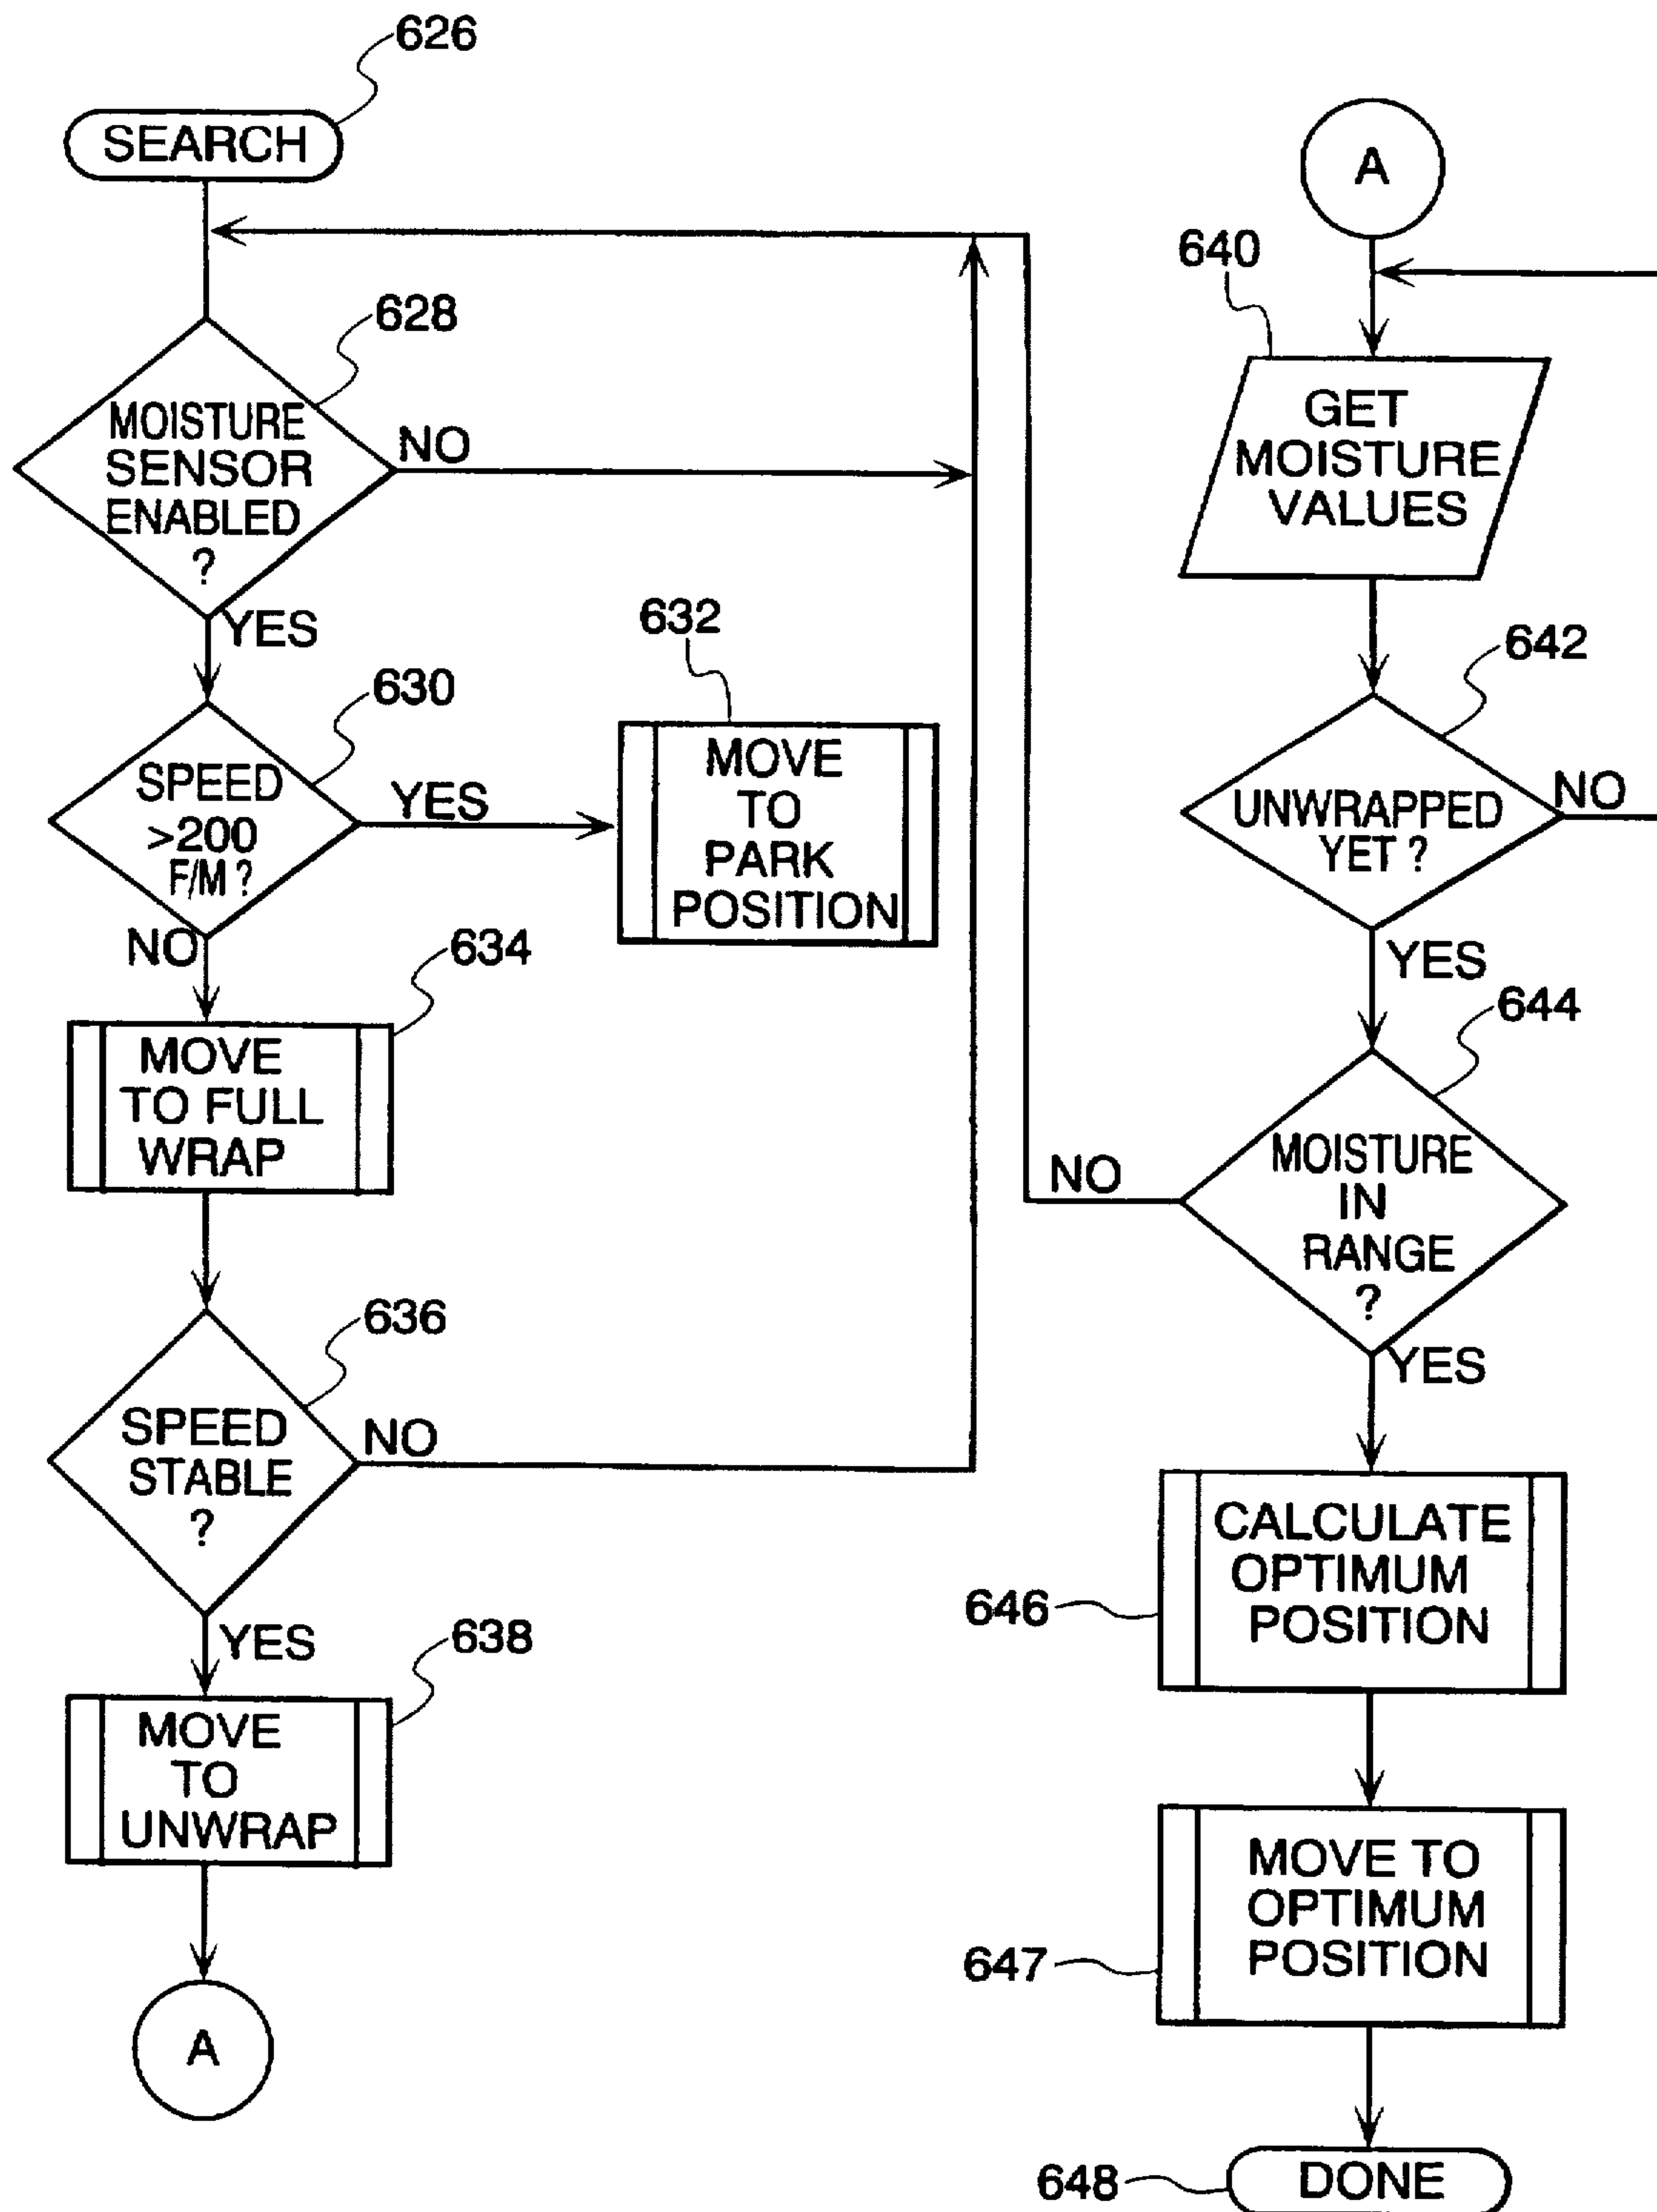 626
SEARCH
628
MOISTURE
SENSOR
ENABLED
?
NO
YES
630
SPEED
>200
F/M ?
YES
NO
632
MOVE
TO
PARK
POSITION
634
MOVE
TO FULL
WRAP
636
SPEED
STABLE
?
NO
YES
638
MOVE
TO
UNWRAP
A
A
640
GET
MOISTURE
VALUES
642
UNWRAPPED
YET ?
NO
YES
644
MOISTURE
IN
RANGE
?
NO
YES
646
CALCULATE
OPTIMUM
POSITION
647
MOVE TO
OPTIMUM
POSITION
648
DONE